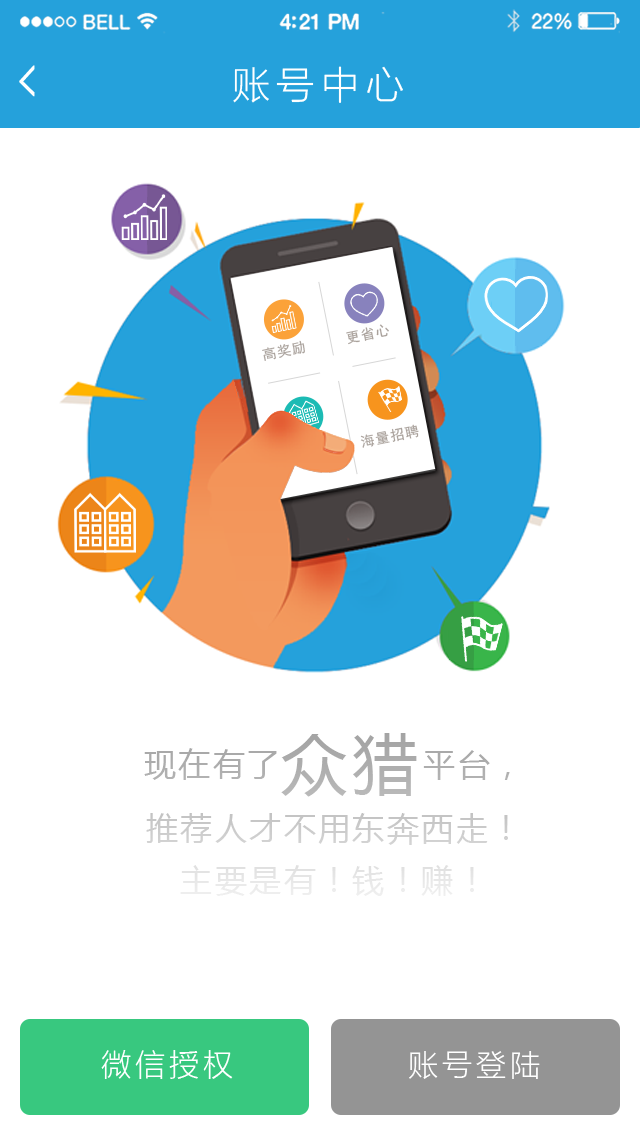 BELL 4:21 PM 22%
账号中心
高奖励
更省心
海量招聘
现在有了众猎平台，
推荐人才不用东奔西走！
主要是有！钱！赚！
微信授权 账号登陆